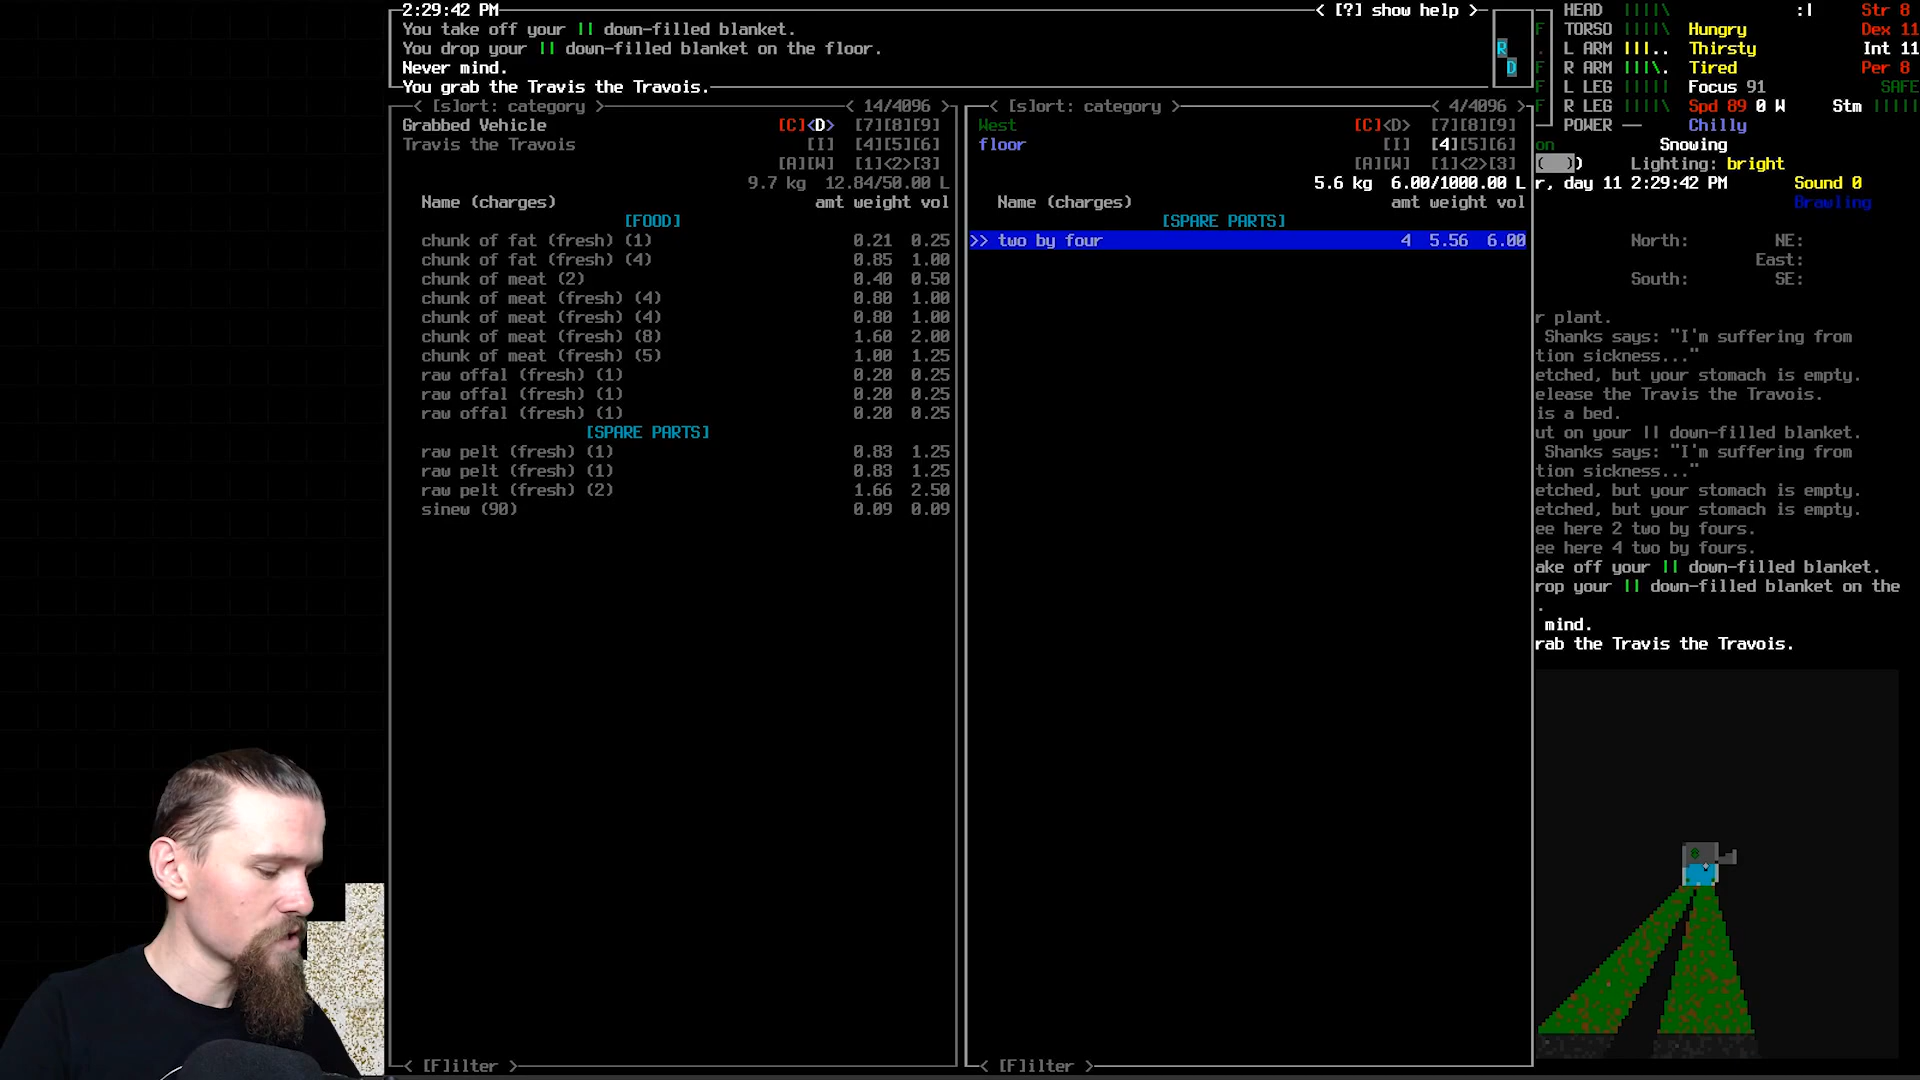 2:29:42 PM
< [?] show help >
You take off your || down-filled blanket.
You drop your || down-filled blanket on the floor.
Never mind.
You grab the Travis the Travois.
R
D
< [s]ort: category >
< 14/4096 >
Grabbed Vehicle
[C]<D> [7][8][9]
Travis the Travois
[I] [4][5][6]
[A][W] [1]<2>[3]
9.7 kg 12.84/50.00 L
Name (charges) amt weight vol
[FOOD]
chunk of fat (fresh) (1) 0.21 0.25
chunk of fat (fresh) (4) 0.85 1.00
chunk of meat (2) 0.40 0.50
chunk of meat (fresh) (4) 0.80 1.00
chunk of meat (fresh) (4) 0.80 1.00
chunk of meat (fresh) (8) 1.60 2.00
chunk of meat (fresh) (5) 1.00 1.25
raw offal (fresh) (1) 0.20 0.25
raw offal (fresh) (1) 0.20 0.25
raw offal (fresh) (1) 0.20 0.25
[SPARE PARTS]
raw pelt (fresh) (1) 0.83 1.25
raw pelt (fresh) (1) 0.83 1.25
raw pelt (fresh) (2) 1.66 2.50
sinew (90) 0.09 0.09
< [F]ilter >
< [s]ort: category >
< 4/4096 >
West
[C]<D> [7][8][9]
floor
[I] [4][5][6]
[A][W] [1]<2>[3]
5.6 kg 6.00/1000.00 L
Name (charges) amt weight vol
[SPARE PARTS]
>> two by four 4 5.56 6.00
< [F]ilter >
HEAD ||||\ :| Str 8
F TORSO ||||\ Hungry Dex 11
. L ARM |||.. Thirsty Int 11
F R ARM |||\. Tired Per 8
F L LEG ||||| Focus 91 SAFE
F R LEG ||||\ Spd 89 0 W Stm |||||
POWER — Chilly
on Snowing
( ) ) Lighting: bright
r, day 11 2:29:42 PM Sound 0
Brawling
North: NE:
East:
South: SE:
r plant.
Shanks says: "I'm suffering from
tion sickness..."
etched, but your stomach is empty.
elease the Travis the Travois.
is a bed.
ut on your || down-filled blanket.
Shanks says: "I'm suffering from
tion sickness..."
etched, but your stomach is empty.
etched, but your stomach is empty.
ee here 2 two by fours.
ee here 4 two by fours.
ake off your || down-filled blanket.
rop your || down-filled blanket on the
.
mind.
rab the Travis the Travois.